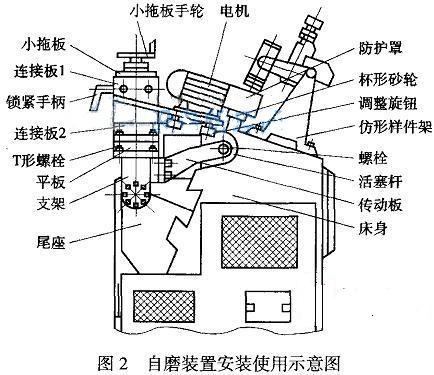 小拖板手轮
电机
小拖板
连接板1
锁紧手柄
连接板2
T形螺栓
平板
支架
尾座
防护罩
杯形砂轮
调整旋钮
仿形样件架
螺栓
活塞杆
传动板
床身
图2 自磨装置安装使用示意图